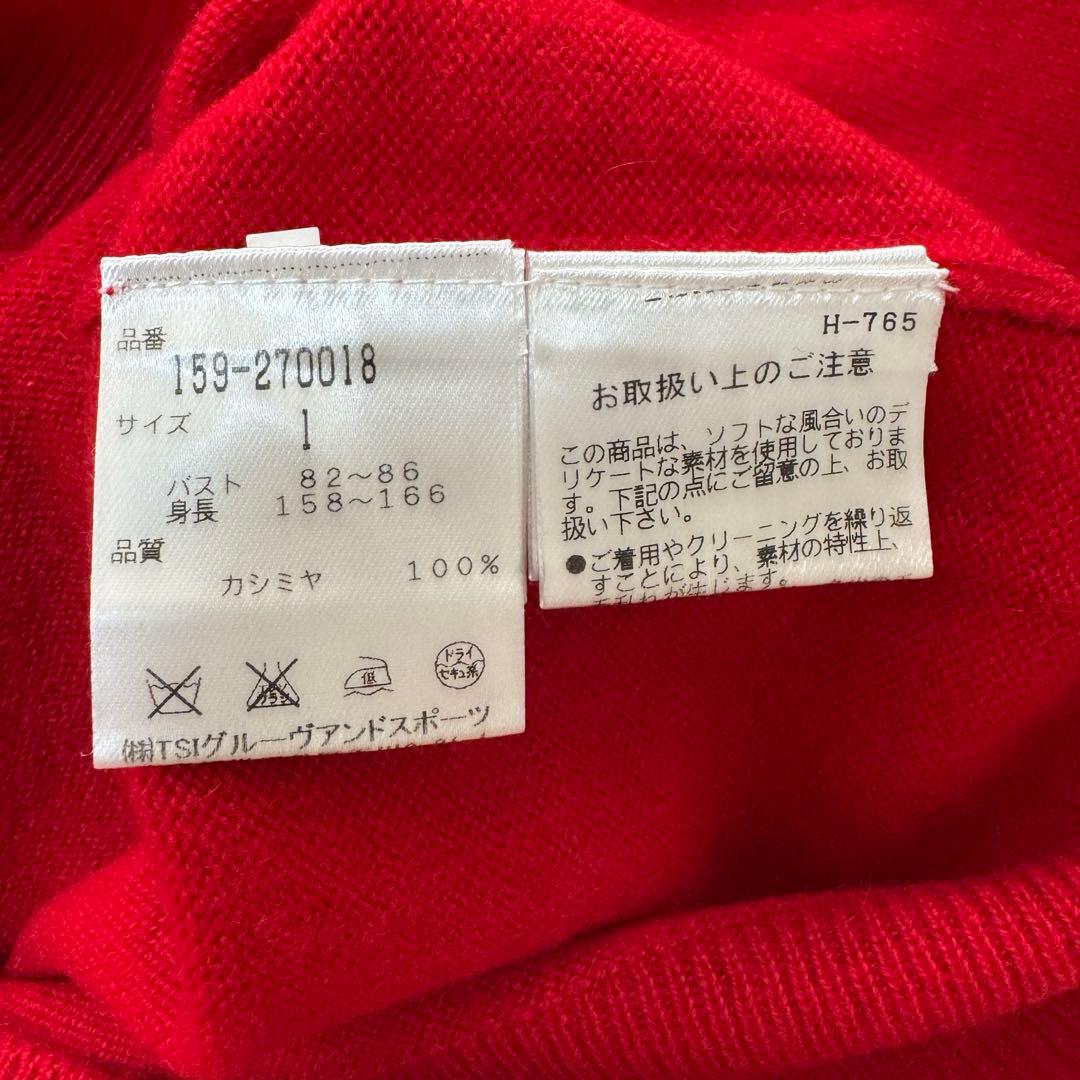 品番
159-270018
サイズ
1
バスト 82～86
身長 158～166
品質
カシミヤ 100%
低
ドライ
セキュ系
㈱TSIグルーヴアンドスポーツ
H-765
お取扱い上のご注意
この商品は、ソフトな風合いのデ
リケートな素材を使用しておりま
す。下記の点にご留意の上、お取
扱い下さい。
●ご着用やクリーニングを繰り返
すことにより、素材の特性上、